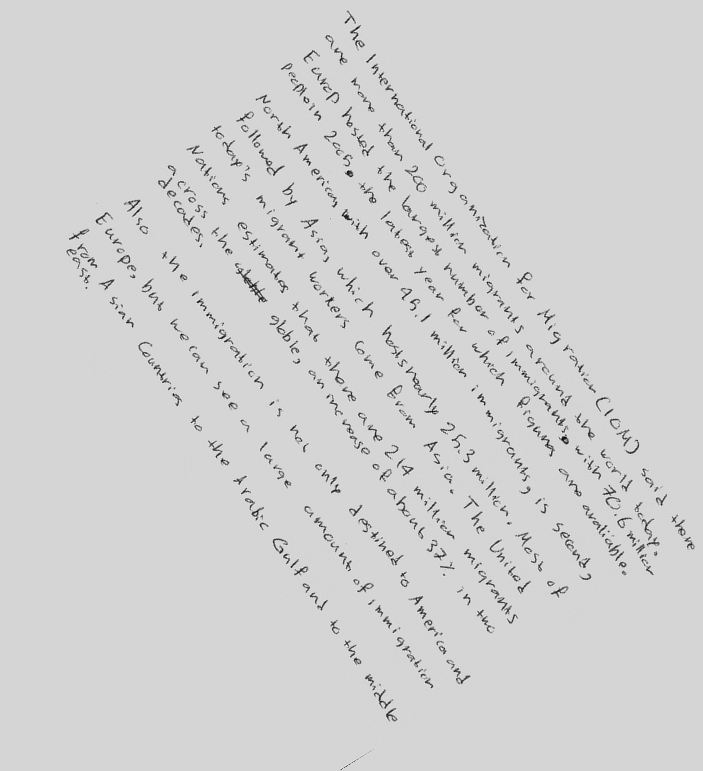 The International Organization for Migration (IOM) said there
are more than 200 million migrants around the world today.
Europ hosted the largest number of immigrants, with 70.6 million
people in 2005, the latest year for which figures are avaliable.
North American, with over 45.1 million immigrants, is second,
followed by Asia, which hosts nearly 25.3 million. Most of
today's migrant workers come from Asia. The United
Nations estimates that there are 214 million migrants
across the globle, an increase of about 37% in two
decades.
Also the immigration is not only destined to America and
Europe, but we can see a large amount of immigration
from Asian Countries to the Arabic Gulf and to the middle
east.